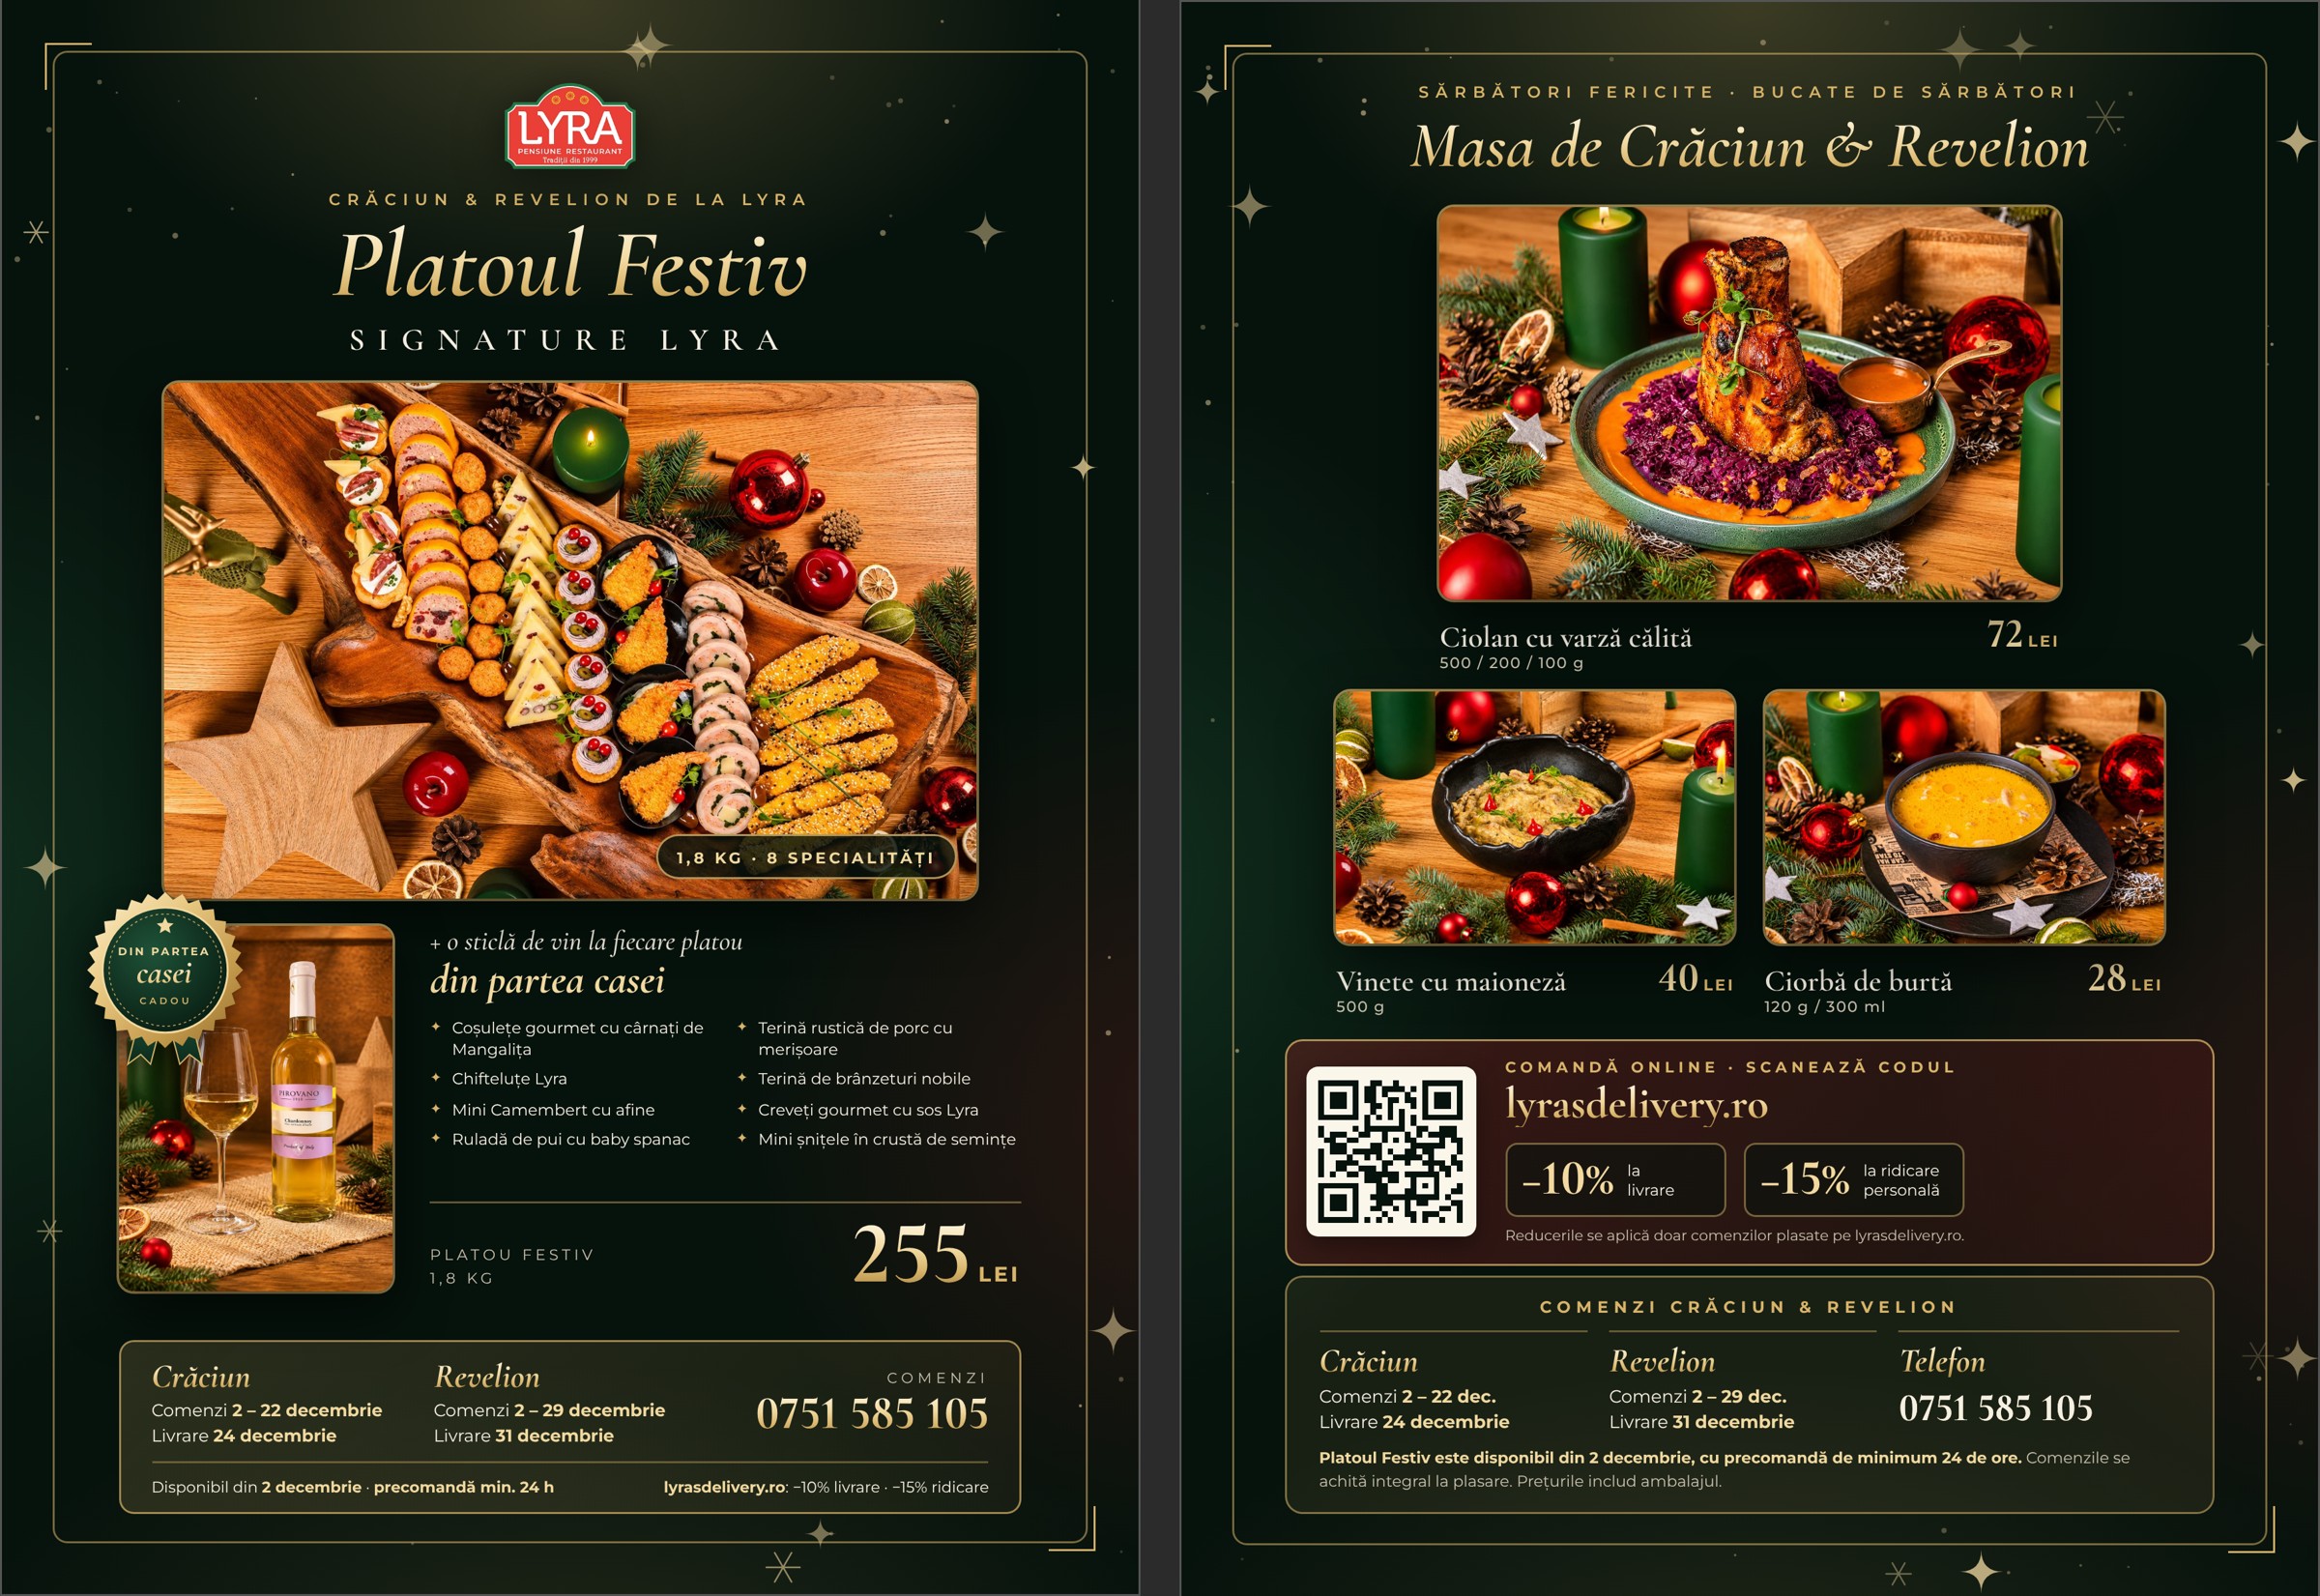 LYRA
PENSIUNE RESTAURANT
Tradiții din 1999
CRĂCIUN & REVELION DE LA LYRA
Platoul Festiv
SIGNATURE LYRA
1,8 KG · 8 SPECIALITĂȚI
DIN PARTEA
casei
CADOU
PIROVANO
Chardonnay
+ o sticlă de vin la fiecare platou
din partea casei
Coșulețe gourmet cu cârnați de
Mangalița
Chifteluțe Lyra
Mini Camembert cu afine
Ruladă de pui cu baby spanac
Terină rustică de porc cu
merișoare
Terină de brânzeturi nobile
Creveți gourmet cu sos Lyra
Mini șnițele în crustă de semințe
PLATOU FESTIV
1,8 KG
255 LEI
Crăciun
Comenzi 2 – 22 decembrie
Livrare 24 decembrie
Revelion
Comenzi 2 – 29 decembrie
Livrare 31 decembrie
COMENZI
0751 585 105
Disponibil din 2 decembrie · precomandă min. 24 h
lyrasdelivery.ro: −10% livrare · −15% ridicare
SĂRBĂTORI FERICITE · BUCATE DE SĂRBĂTORI
Masa de Crăciun & Revelion
Ciolan cu varză călită
500 / 200 / 100 g
72 LEI
Vinete cu maioneză
500 g
40 LEI
Ciorbă de burtă
120 g / 300 ml
28 LEI
COMANDĂ ONLINE · SCANEAZĂ CODUL
lyrasdelivery.ro
−10% la
livrare
−15% la ridicare
personală
Reducerile se aplică doar comenzilor plasate pe lyrasdelivery.ro.
COMENZI CRĂCIUN & REVELION
Crăciun
Comenzi 2 – 22 dec.
Livrare 24 decembrie
Revelion
Comenzi 2 – 29 dec.
Livrare 31 decembrie
Telefon
0751 585 105
Platoul Festiv este disponibil din 2 decembrie, cu precomandă de minimum 24 de ore. Comenzile se
achită integral la plasare. Prețurile includ ambalajul.